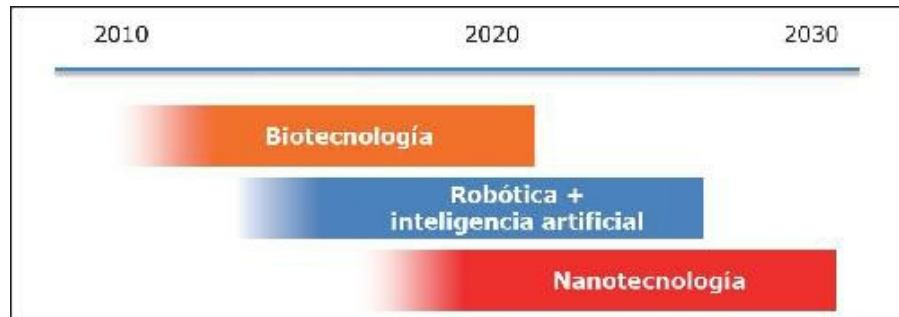 2010 2020 2030
Biotecnología
Robótica +
inteligencia artificial
Nanotecnología